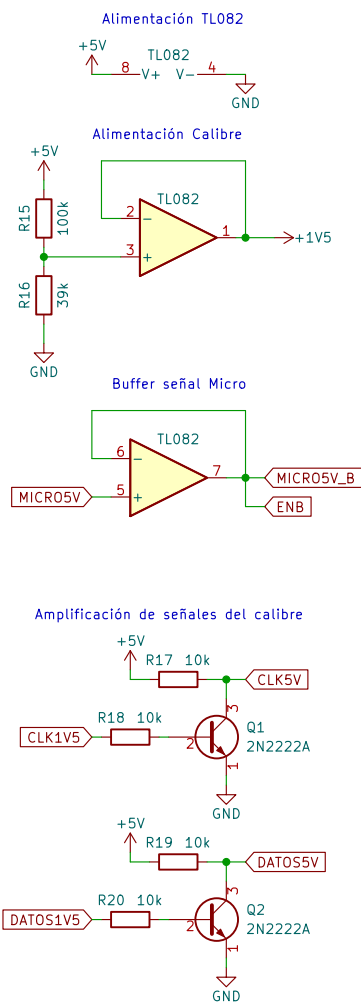 Alimentación TL082
+5V
TL082
8 V+ V- 4
GND
Alimentación Calibre
+5V
R15
100k
TL082
2 -
1
+1V5
3 +
R16
39k
GND
Buffer señal Micro
TL082
6 -
7
MICRO5V_B
MICRO5V
5 +
ENB
Amplificación de señales del calibre
+5V
R17 10k
CLK5V
3
R18 10k
Q1
CLK1V5
2
2N2222A
1
GND
+5V
R19 10k
DATOS5V
3
R20 10k
Q2
DATOS1V5
2
2N2222A
1
GND